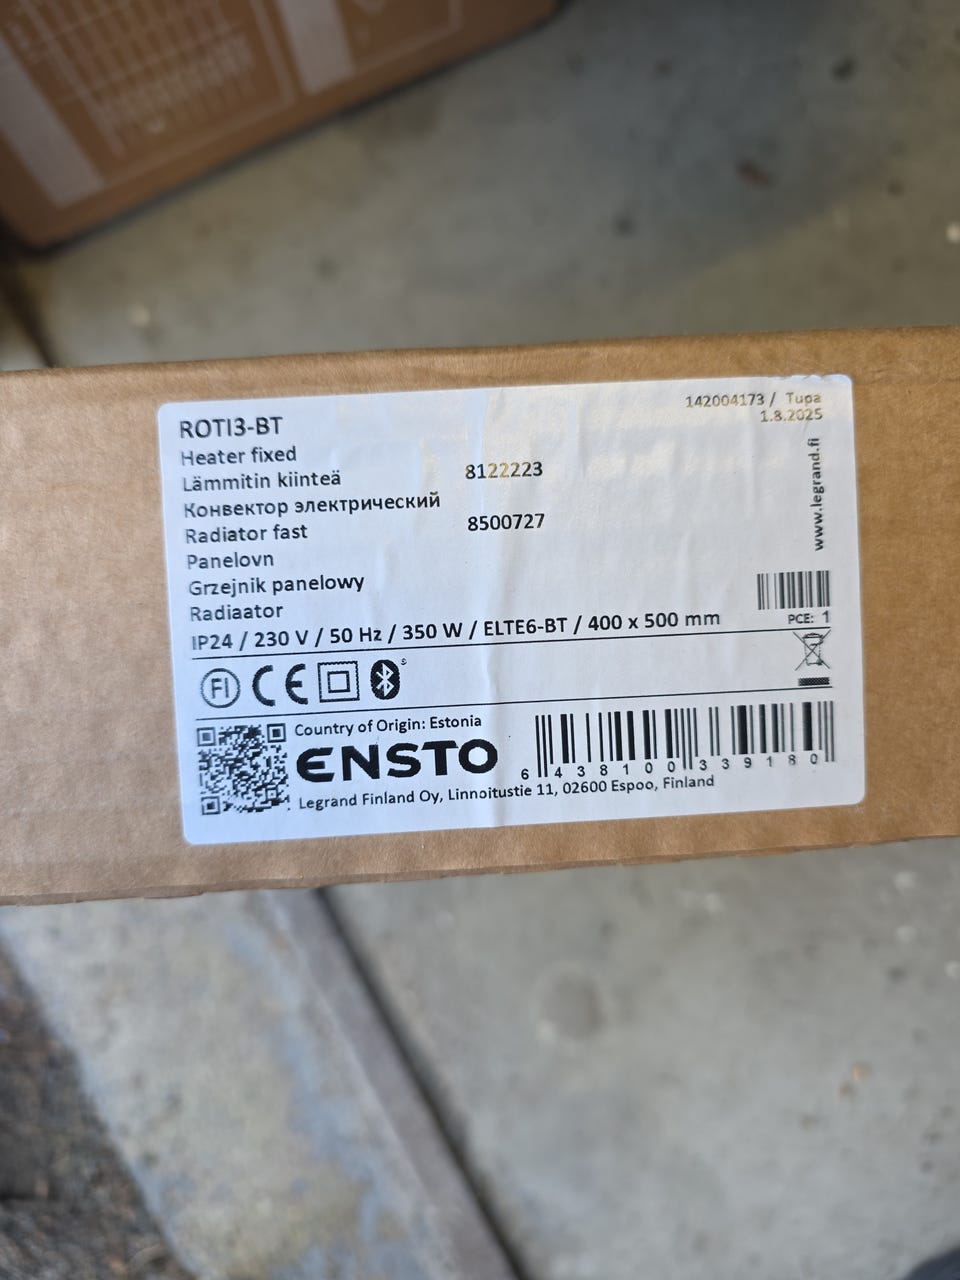 ROTI3-BT
Heater fixed
Lämmitin kiinteä 8122223
Конвектор электрический
Radiator fast 8500727
Panelovn
Grzejnik panelowy
Radiaator
IP24 / 230 V / 50 Hz / 350 W / ELTE6-BT / 400 x 500 mm
142004173 / Tupa
1.8.2025
www.legrand.fi
PCE: 1
FI CE
s
Country of Origin: Estonia
ENSTO
6 438100 339180
Legrand Finland Oy, Linnoitustie 11, 02600 Espoo, Finland